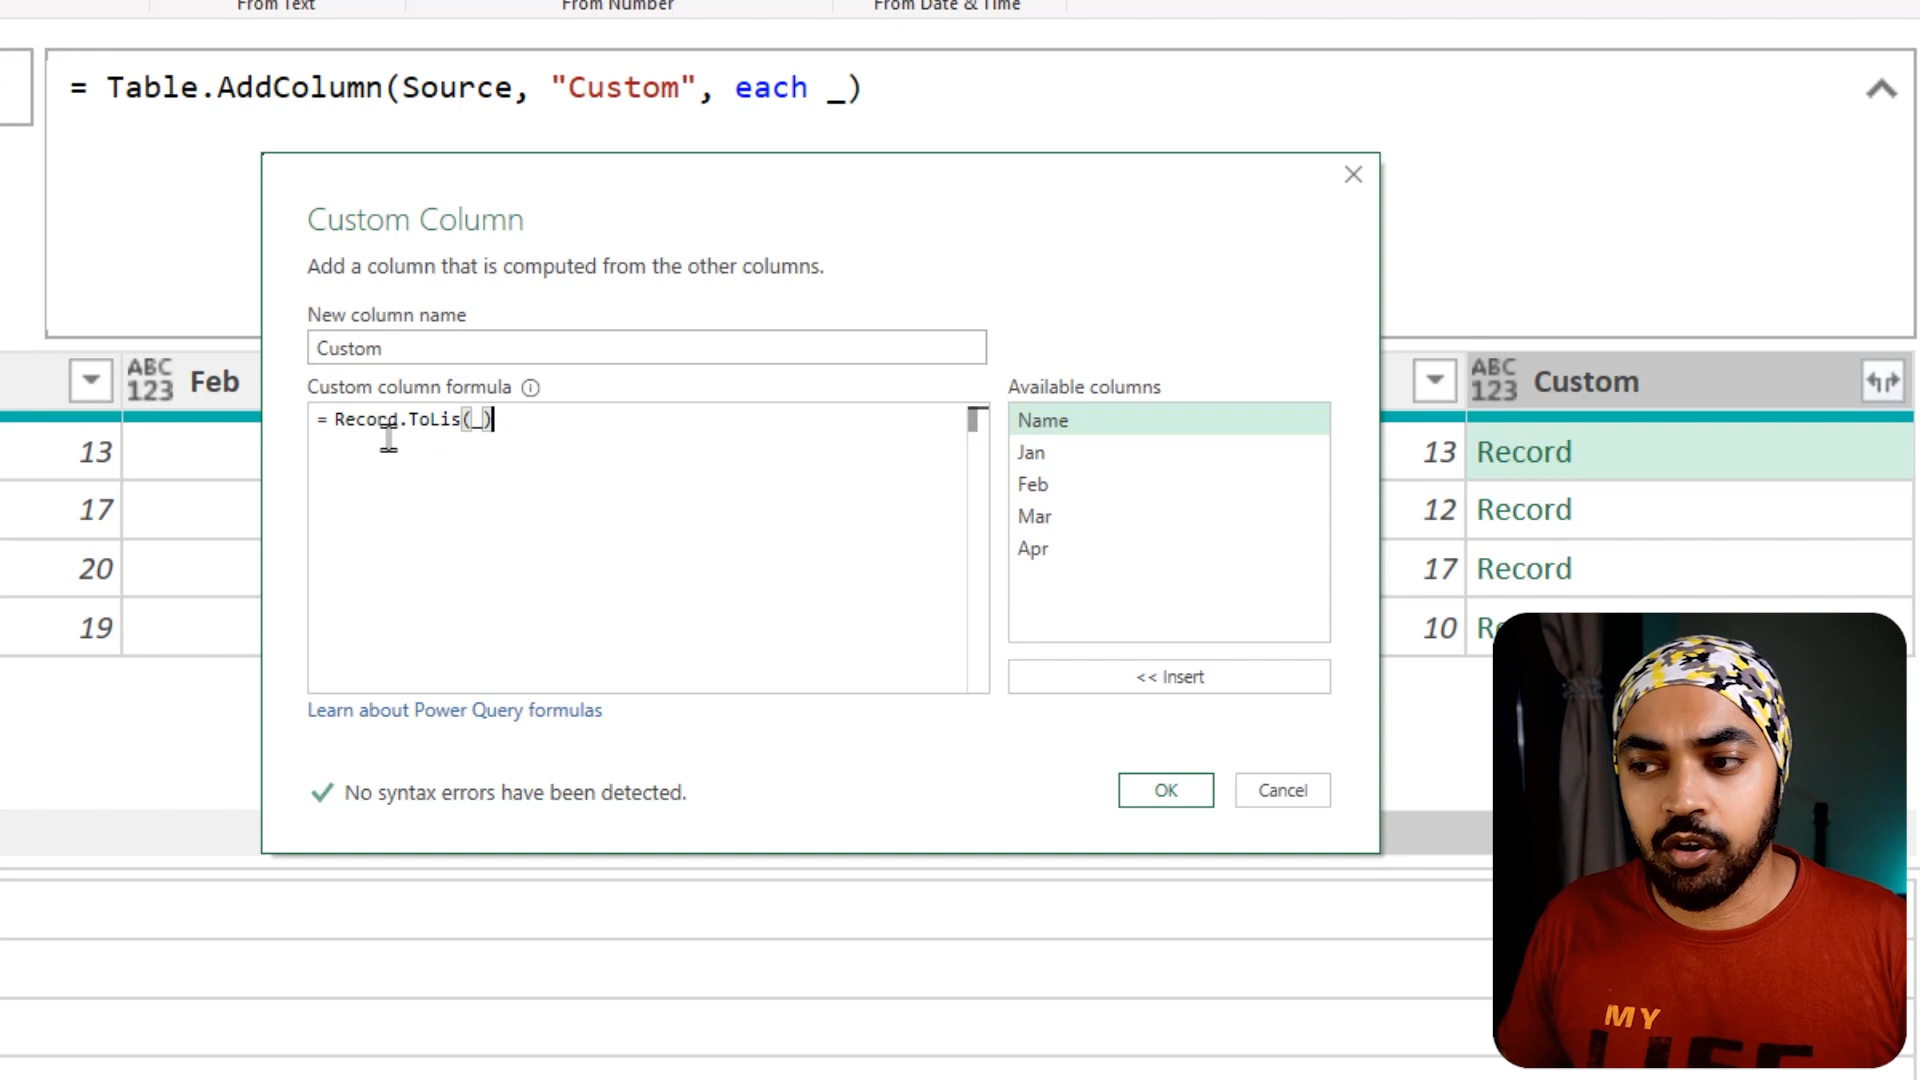 From Text From Number From Date & Time
= Table.AddColumn(Source, "Custom", each _)
Custom Column
Add a column that is computed from the other columns.
New column name
Custom
Custom column formula
Available columns
= Record.ToLis(_)
Name
Jan
Feb
Mar
Apr
<< Insert
Learn about Power Query formulas
No syntax errors have been detected.
OK
Cancel
ABC
123
Feb
ABC
123
Custom
13
13
Record
17
12
Record
20
17
Record
19
10
MY
LIFE